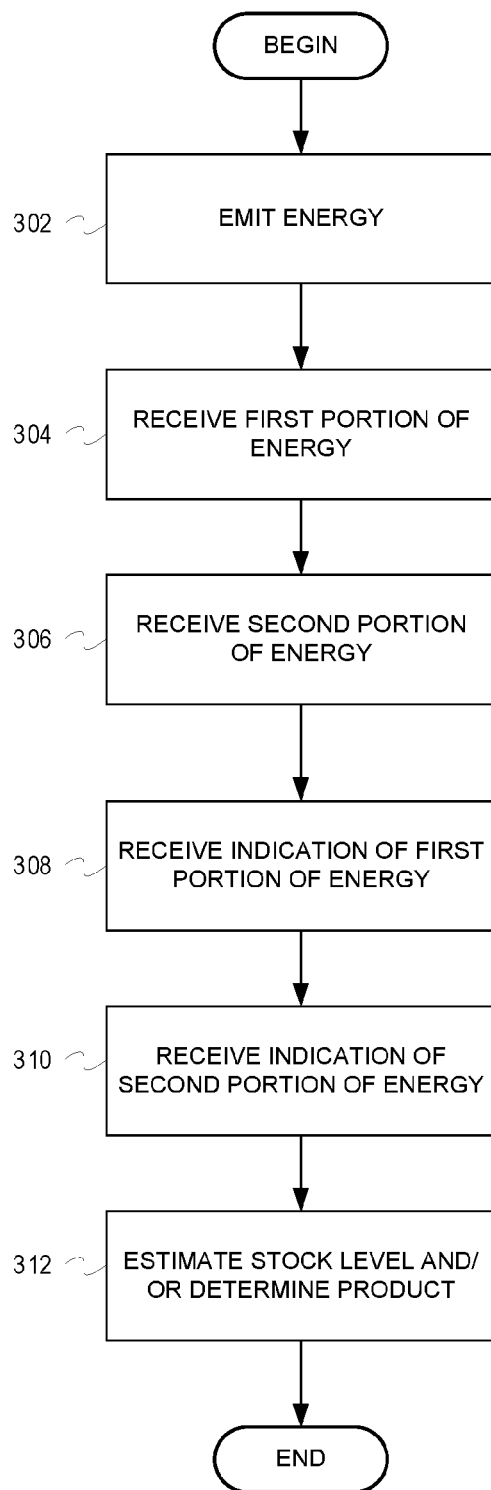 BEGIN
302
EMIT ENERGY
304
RECEIVE FIRST PORTION OF
ENERGY
306
RECEIVE SECOND PORTION
OF ENERGY
308
RECEIVE INDICATION OF FIRST
PORTION OF ENERGY
310
RECEIVE INDICATION OF
SECOND PORTION OF ENERGY
312
ESTIMATE STOCK LEVEL AND/
OR DETERMINE PRODUCT
END